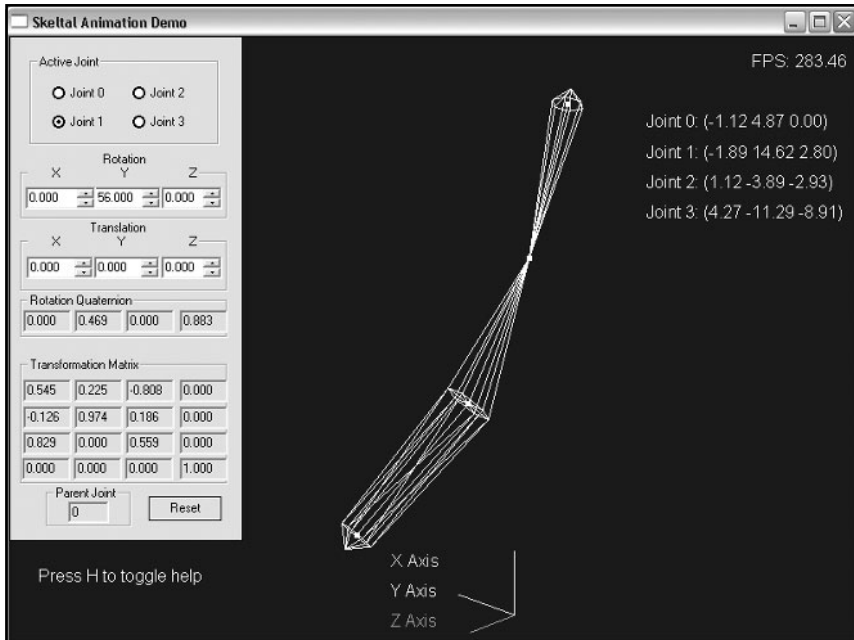 Skeltal Animation Demo
Active Joint
Joint 0 Joint 2
Joint 1 Joint 3
Rotation
X Y Z
0.000 56.000 0.000
Translation
X Y Z
0.000 0.000 0.000
Rotation Quaternion
0.000 0.469 0.000 0.883
Transformation Matrix
0.545 0.225 -0.808 0.000
-0.126 0.974 0.186 0.000
0.829 0.000 0.559 0.000
0.000 0.000 0.000 1.000
Parent Joint
0
Reset
Press H to toggle help
FPS: 283.46
Joint 0: (-1.12 4.87 0.00)
Joint 1: (-1.89 14.62 2.80)
Joint 2: (1.12 -3.89 -2.93)
Joint 3: (4.27 -11.29 -8.91)
X Axis
Y Axis
Z Axis